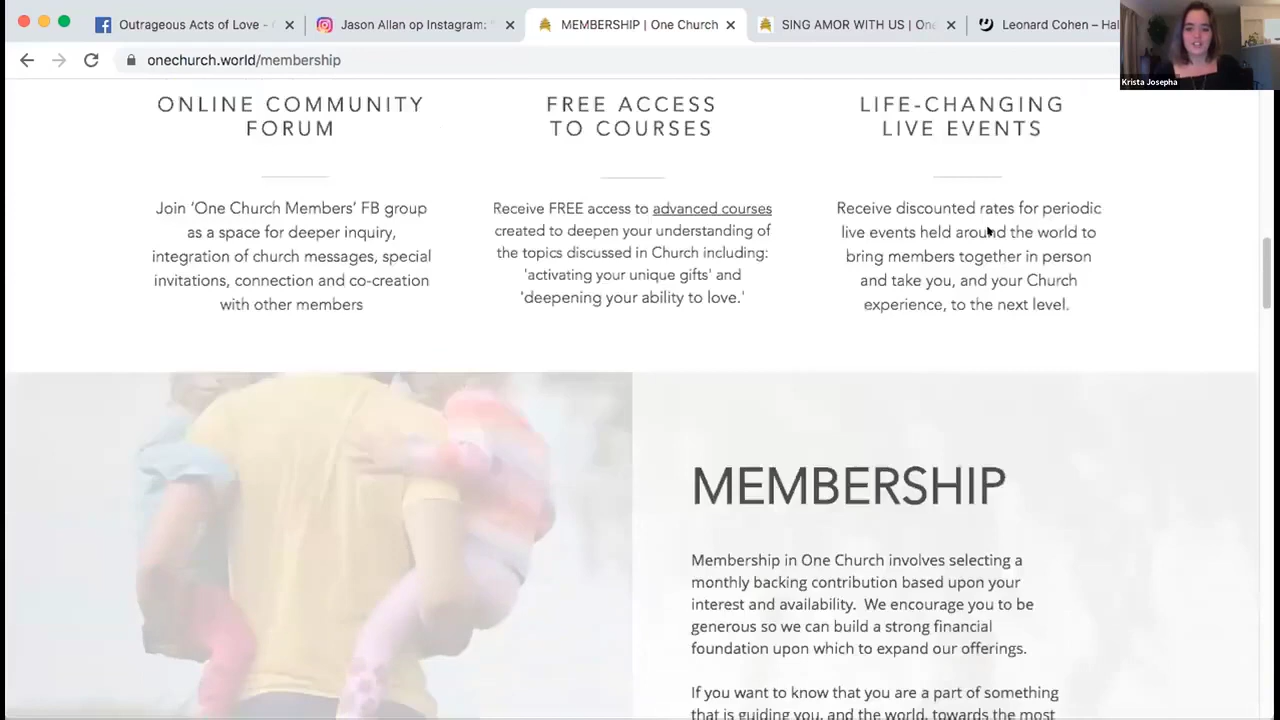 Outrageous Acts of Love -
Jason Allan op Instagram: "
MEMBERSHIP | One Church
SING AMOR WITH US | One
Leonard Cohen – Hal
onechurch.world/membership
Krista Josepha
ONLINE COMMUNITY
FORUM
Join ‘One Church Members’ FB group
as a space for deeper inquiry,
integration of church messages, special
invitations, connection and co-creation
with other members
FREE ACCESS
TO COURSES
Receive FREE access to advanced courses
created to deepen your understanding of
the topics discussed in Church including:
'activating your unique gifts' and
'deepening your ability to love.'
LIFE-CHANGING
LIVE EVENTS
Receive discounted rates for periodic
live events held around the world to
bring members together in person
and take you, and your Church
experience, to the next level.
MEMBERSHIP
Membership in One Church involves selecting a
monthly backing contribution based upon your
interest and availability. We encourage you to be
generous so we can build a strong financial
foundation upon which to expand our offerings.
If you want to know that you are a part of something
that is guiding you, and the world, towards the most